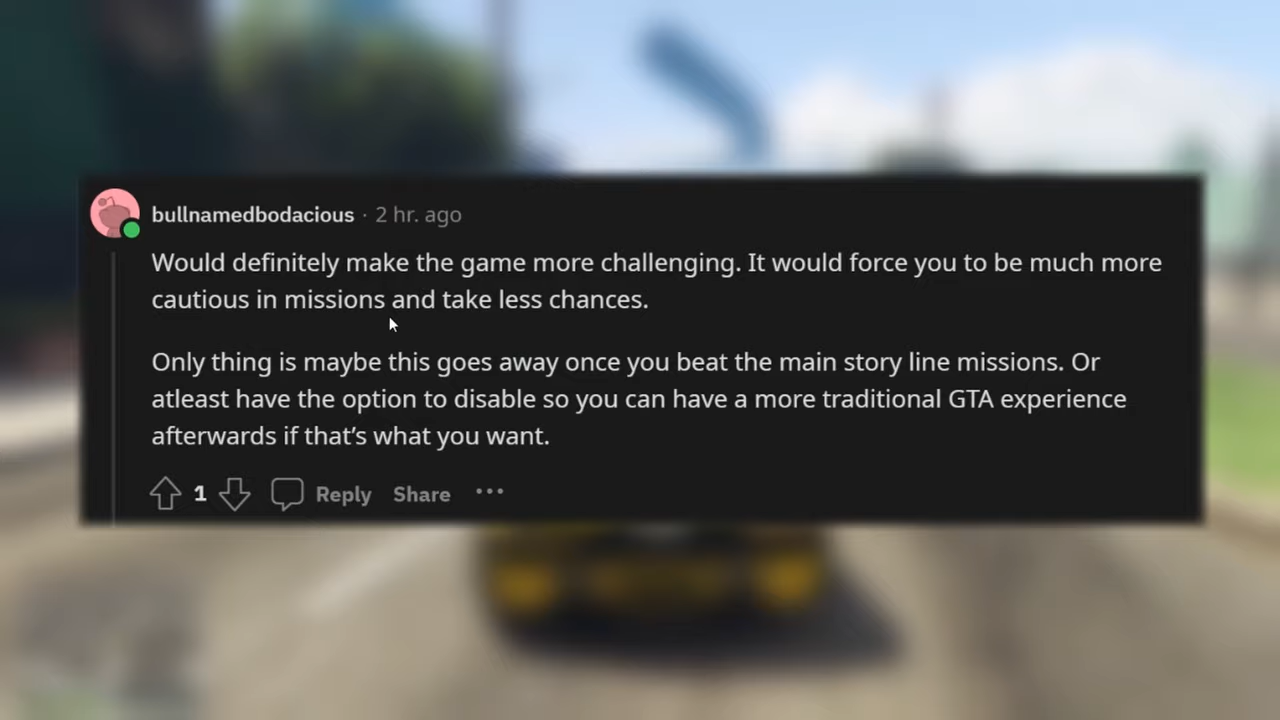 bullnamedbodacious · 2 hr. ago
Would definitely make the game more challenging. It would force you to be much more
cautious in missions and take less chances.
Only thing is maybe this goes away once you beat the main story line missions. Or
atleast have the option to disable so you can have a more traditional GTA experience
afterwards if that’s what you want.
1 Reply Share ···